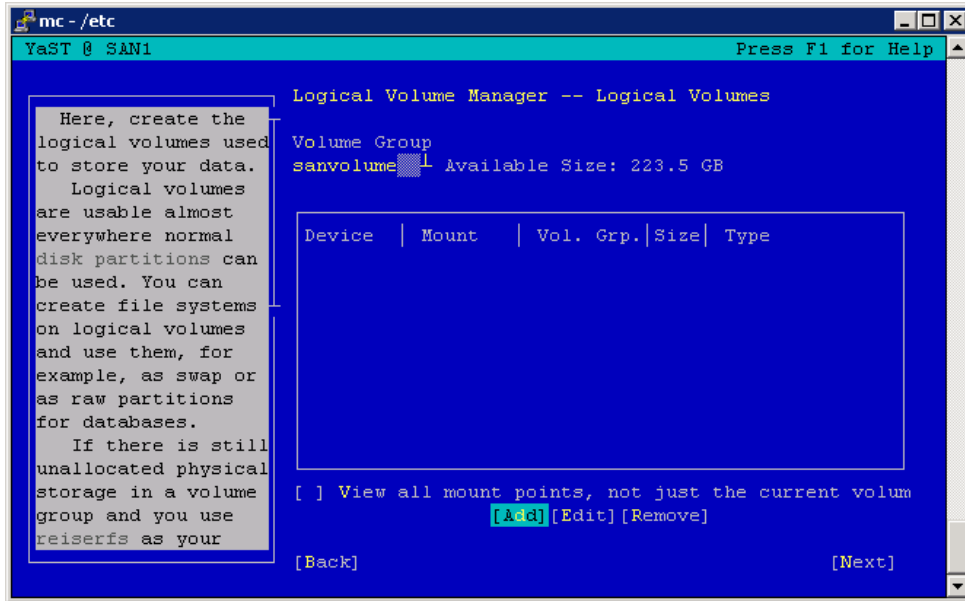 mc - /etc
YaST @ SAN1 Press F1 for Help
Here, create the
logical volumes used
to store your data.
Logical volumes
are usable almost
everywhere normal
disk partitions can
be used. You can
create file systems
on logical volumes
and use them, for
example, as swap or
as raw partitions
for databases.
If there is still
unallocated physical
storage in a volume
group and you use
reiserfs as your
Logical Volume Manager -- Logical Volumes
Volume Group
sanvolume Available Size: 223.5 GB
Device | Mount | Vol. Grp.|Size| Type
[ ] View all mount points, not just the current volum
[Add][Edit][Remove]
[Back] [Next]